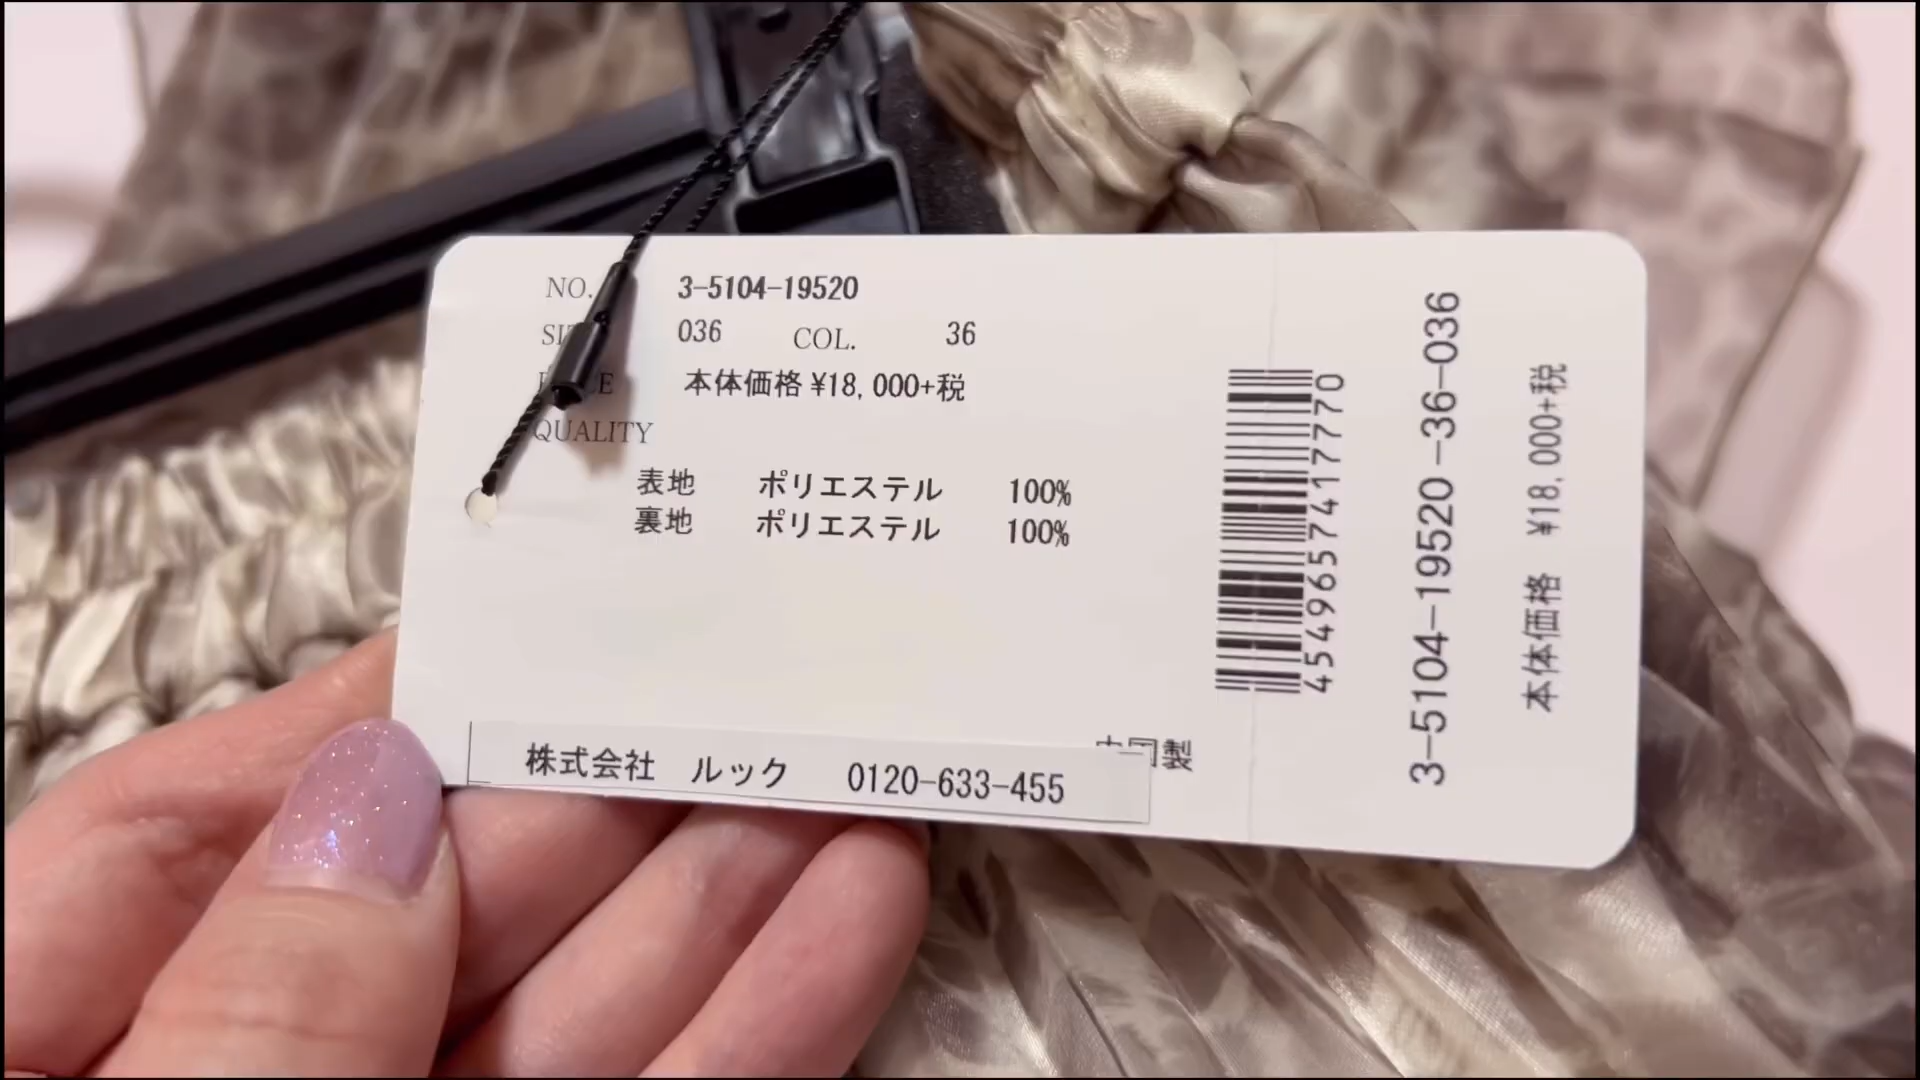 NO. 3-5104-19520
036 COL. 36
本体価格 ¥18,000+税
QUALITY
表地 ポリエステル 100%
裏地 ポリエステル 100%
製
株式会社 ルック 0120-633-455
4549657417770
3-5104-19520-36-036
本体価格 ¥18,000+税